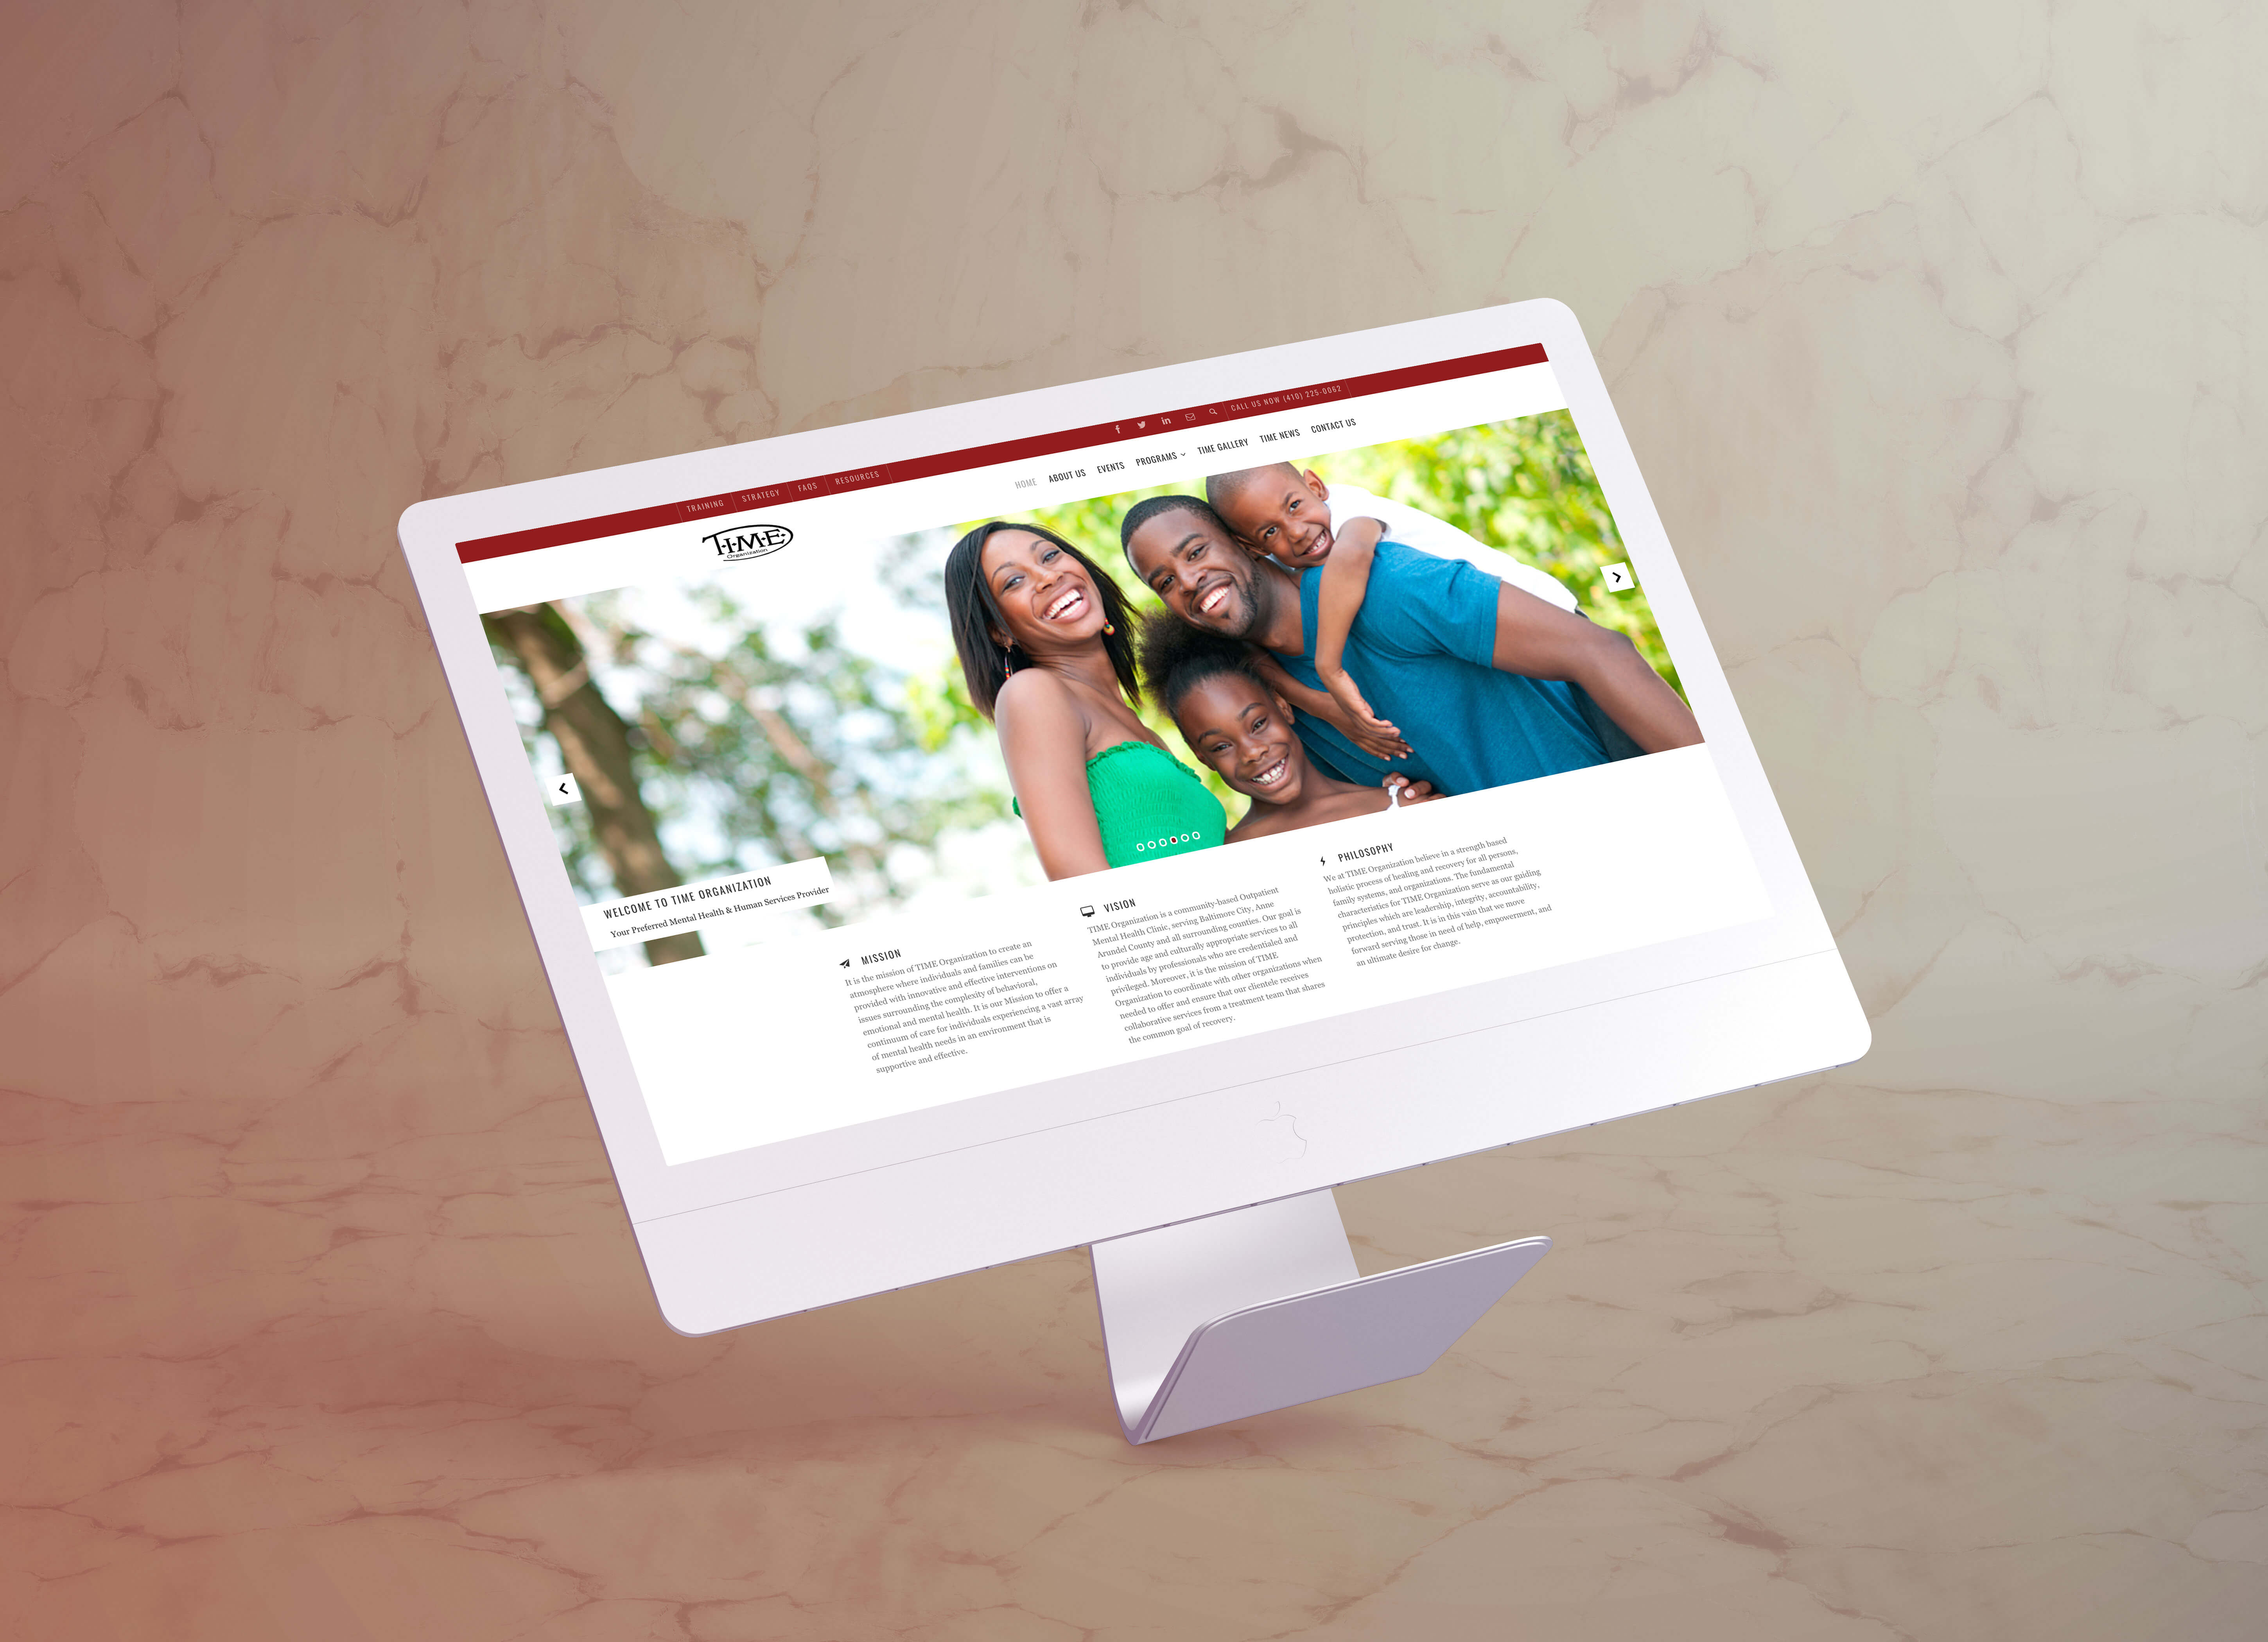 TRAINING
STRATEGY
FAQS
RESOURCES
CALL US NOW (410) 225-0062
T·I·M·E·
Organization
HOME
ABOUT US
EVENTS
PROGRAMS
TIME GALLERY
TIME NEWS
CONTACT US
WELCOME TO TIME ORGANIZATION
Your Preferred Mental Health & Human Services Provider
MISSION
It is the mission of TIME Organization to create an
atmosphere where individuals and families can be
provided with innovative and effective interventions on
issues surrounding the complexity of behavioral,
emotional and mental health. It is our Mission to offer a
continuum of care for individuals experiencing a vast array
of mental health needs in an environment that is
supportive and effective.
VISION
TIME Organization is a community-based Outpatient
Mental Health Clinic, serving Baltimore City, Anne
Arundel County and all surrounding counties. Our goal is
to provide age and culturally appropriate services to all
individuals by professionals who are credentialed and
privileged. Moreover, it is the mission of TIME
Organization to coordinate with other organizations when
needed to offer and ensure that our clientele receives
collaborative services from a treatment team that shares
the common goal of recovery.
PHILOSOPHY
We at TIME Organization believe in a strength based
holistic process of healing and recovery for all persons,
family systems, and organizations. The fundamental
characteristics for TIME Organization serve as our guiding
principles which are leadership, integrity, accountability,
protection, and trust. It is in this vain that we move
forward serving those in need of help, empowerment, and
an ultimate desire for change.